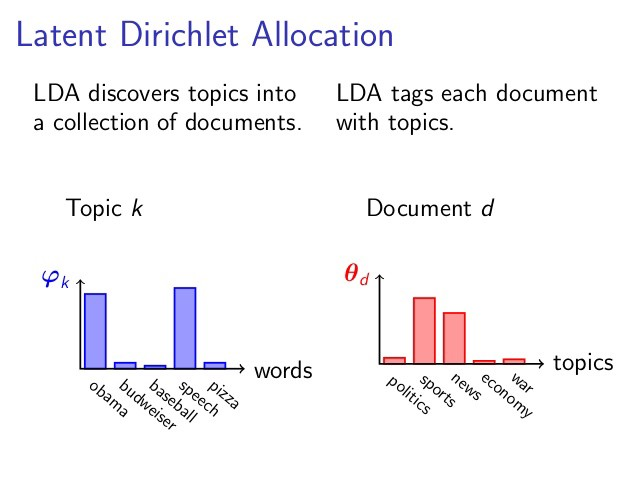 Latent Dirichlet Allocation
LDA discovers topics into
a collection of documents.
LDA tags each document
with topics.
Topic k
φk
words
obama
budweiser
baseball
speech
pizza
Document d
θd
topics
politics
sports
news
economy
war